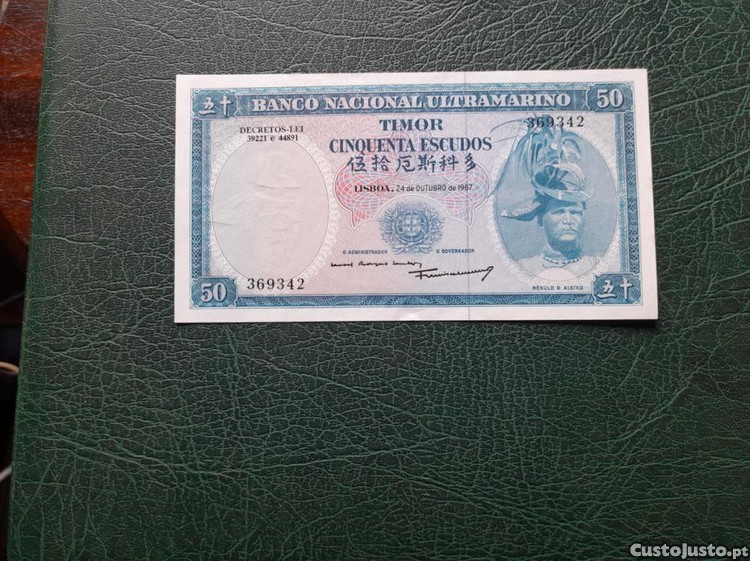 五十 BANCO NACIONAL ULTRAMARINO 50
DECRETOS-LEI
39221 e 44891
TIMOR
369342
CINQUENTA ESCUDOS
伍拾厄斯科多
LISBOA, 24 de OUTUBRO de 1967
O ADMINISTRADOR O GOVERNADOR
50 369342
RÉGULO D. ALEIXO
五十
CustoJusto.pt